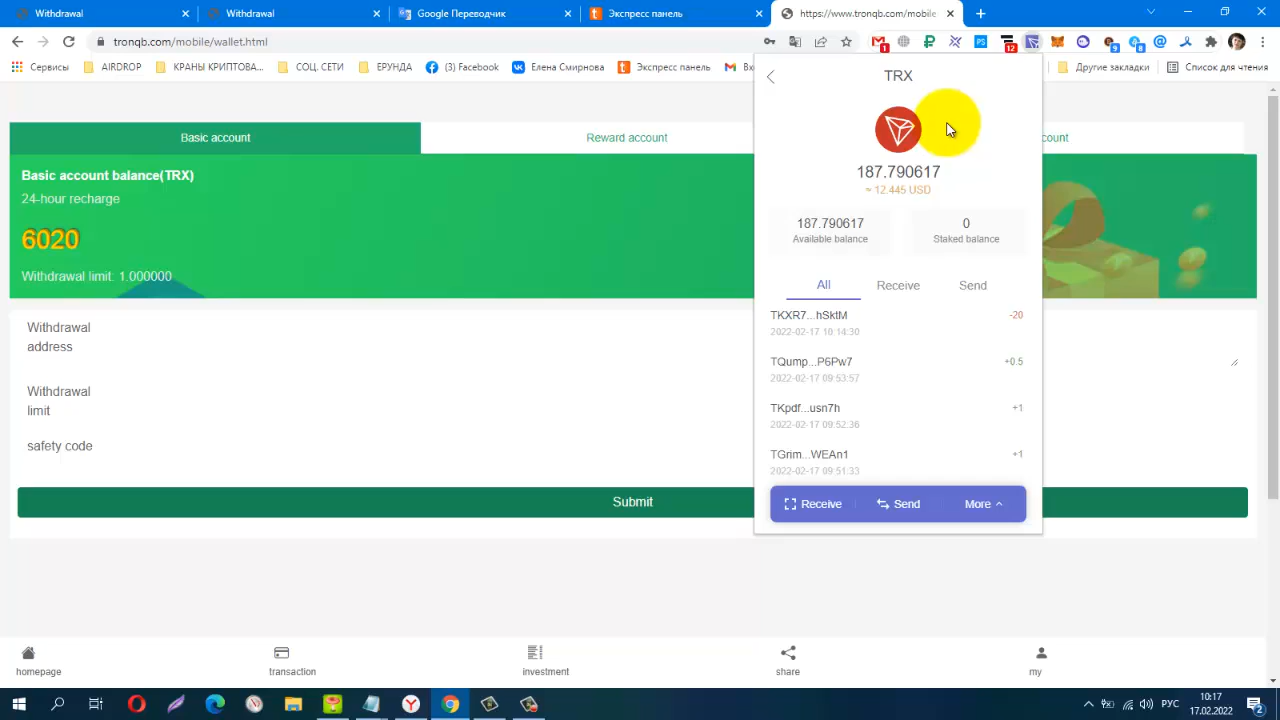 Withdrawal
Withdrawal
Google Переводчик
Экспресс панель
https://www.tronqb.com/mobile
tronqb.com/mobile/wallet.html
Сервисы
AIRDROP
КРАНЫ КРИПТОВА...
СОЦ. СЕТИ
ЕРУНДА
(3) Facebook
Елена Смирнова
Экспресс панель
Вх
Другие закладки
Список для чтения
1
12
9
8
Basic account
Reward account
ccount
Basic account balance(TRX)
24-hour recharge
6020
Withdrawal limit: 1.000000
Withdrawal
address
Withdrawal
limit
safety code
Submit
TRX
187.790617
≈ 12.445 USD
187.790617
Available balance
0
Staked balance
All
Receive
Send
TKXR7...hSktM
-20
2022-02-17 10:14:30
TQump...P6Pw7
+0.5
2022-02-17 09:53:57
TKpdf...usn7h
+1
2022-02-17 09:52:36
TGrim...WEAn1
+1
2022-02-17 09:51:33
Receive
Send
More
homepage
transaction
investment
share
my
РУС
10:17
17.02.2022
2